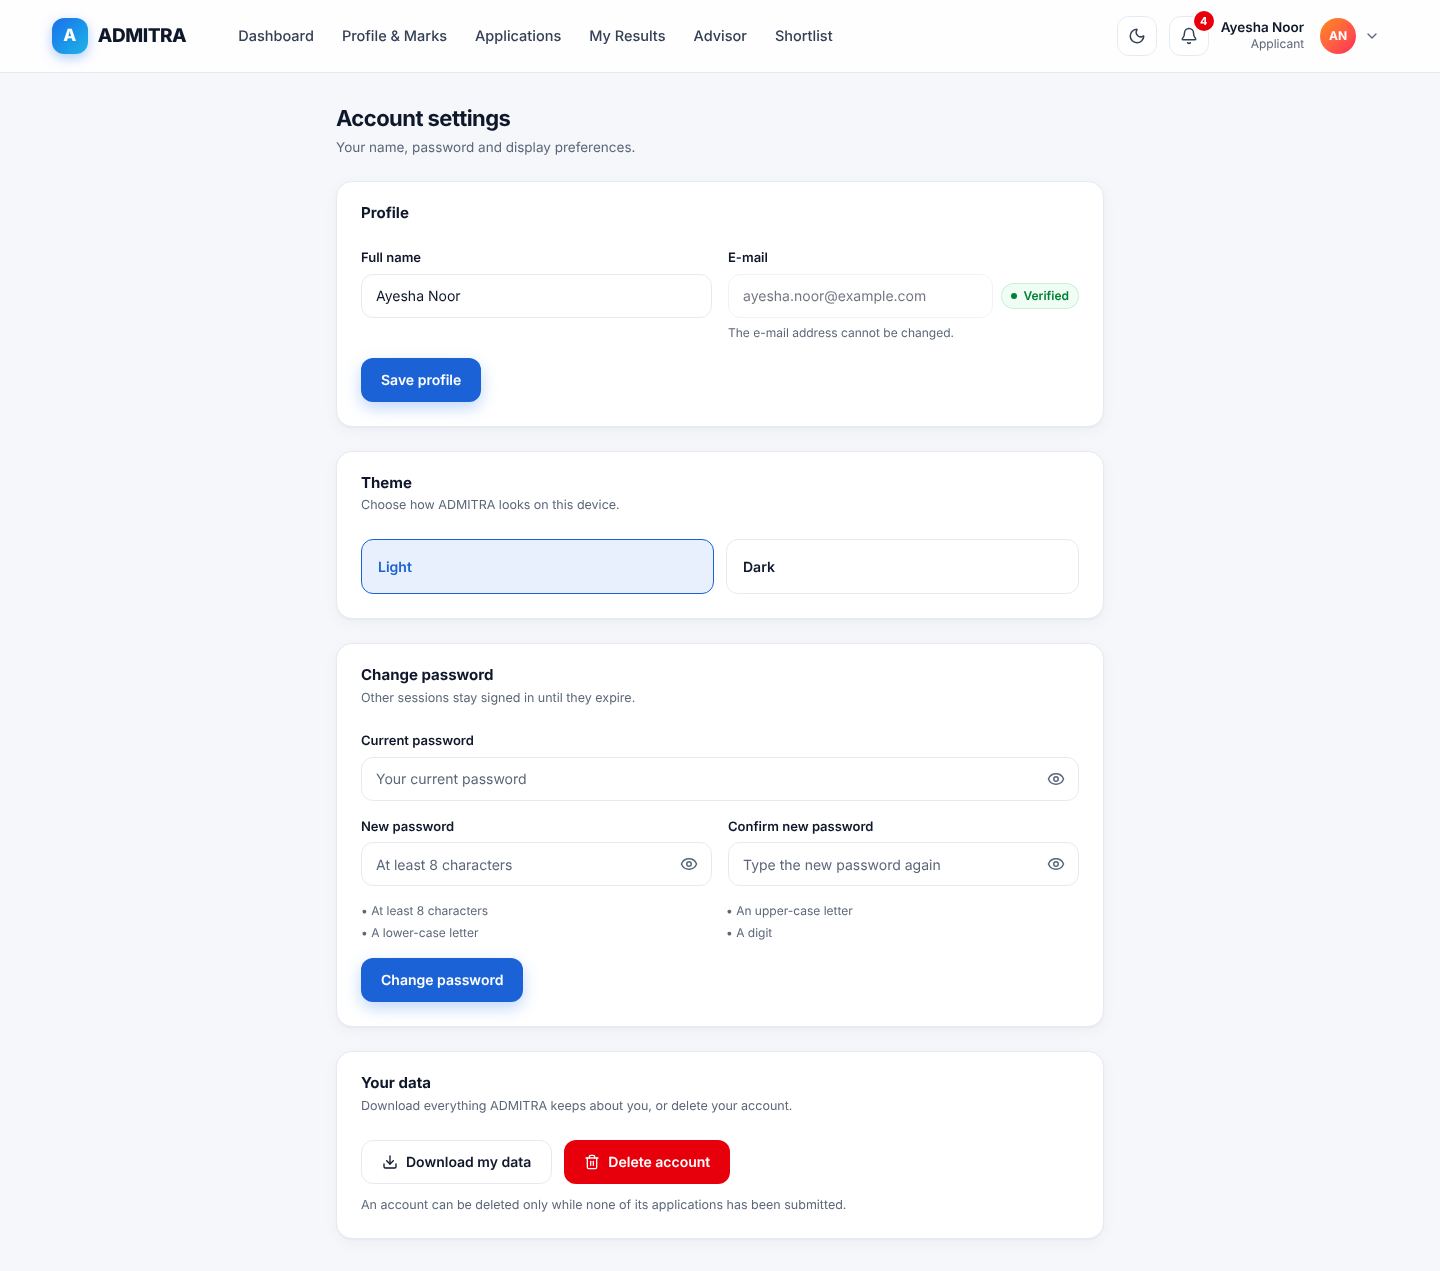 A ADMITRA
Dashboard Profile & Marks Applications My Results Advisor Shortlist
4
Ayesha Noor
Applicant
AN
Account settings
Your name, password and display preferences.
Profile
Full name
Ayesha Noor
E-mail
ayesha.noor@example.com
Verified
The e-mail address cannot be changed.
Save profile
Theme
Choose how ADMITRA looks on this device.
Light
Dark
Change password
Other sessions stay signed in until they expire.
Current password
Your current password
New password
At least 8 characters
Confirm new password
Type the new password again
• At least 8 characters
• An upper-case letter
• A lower-case letter
• A digit
Change password
Your data
Download everything ADMITRA keeps about you, or delete your account.
Download my data
Delete account
An account can be deleted only while none of its applications has been submitted.